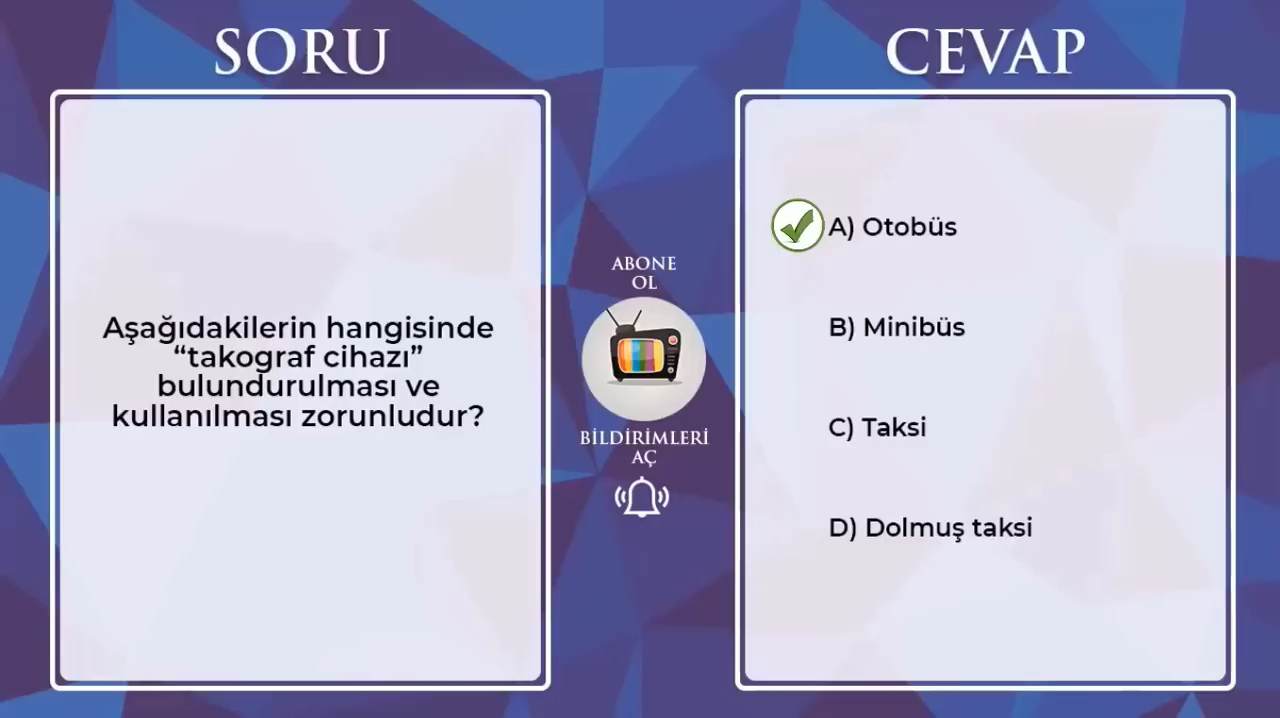 SORU
Aşağıdakilerin hangisinde
“takograf cihazı”
bulundurulması ve
kullanılması zorunludur?
ABONE
OL
BİLDİRİMLERİ
AÇ
CEVAP
A) Otobüs
B) Minibüs
C) Taksi
D) Dolmuş taksi